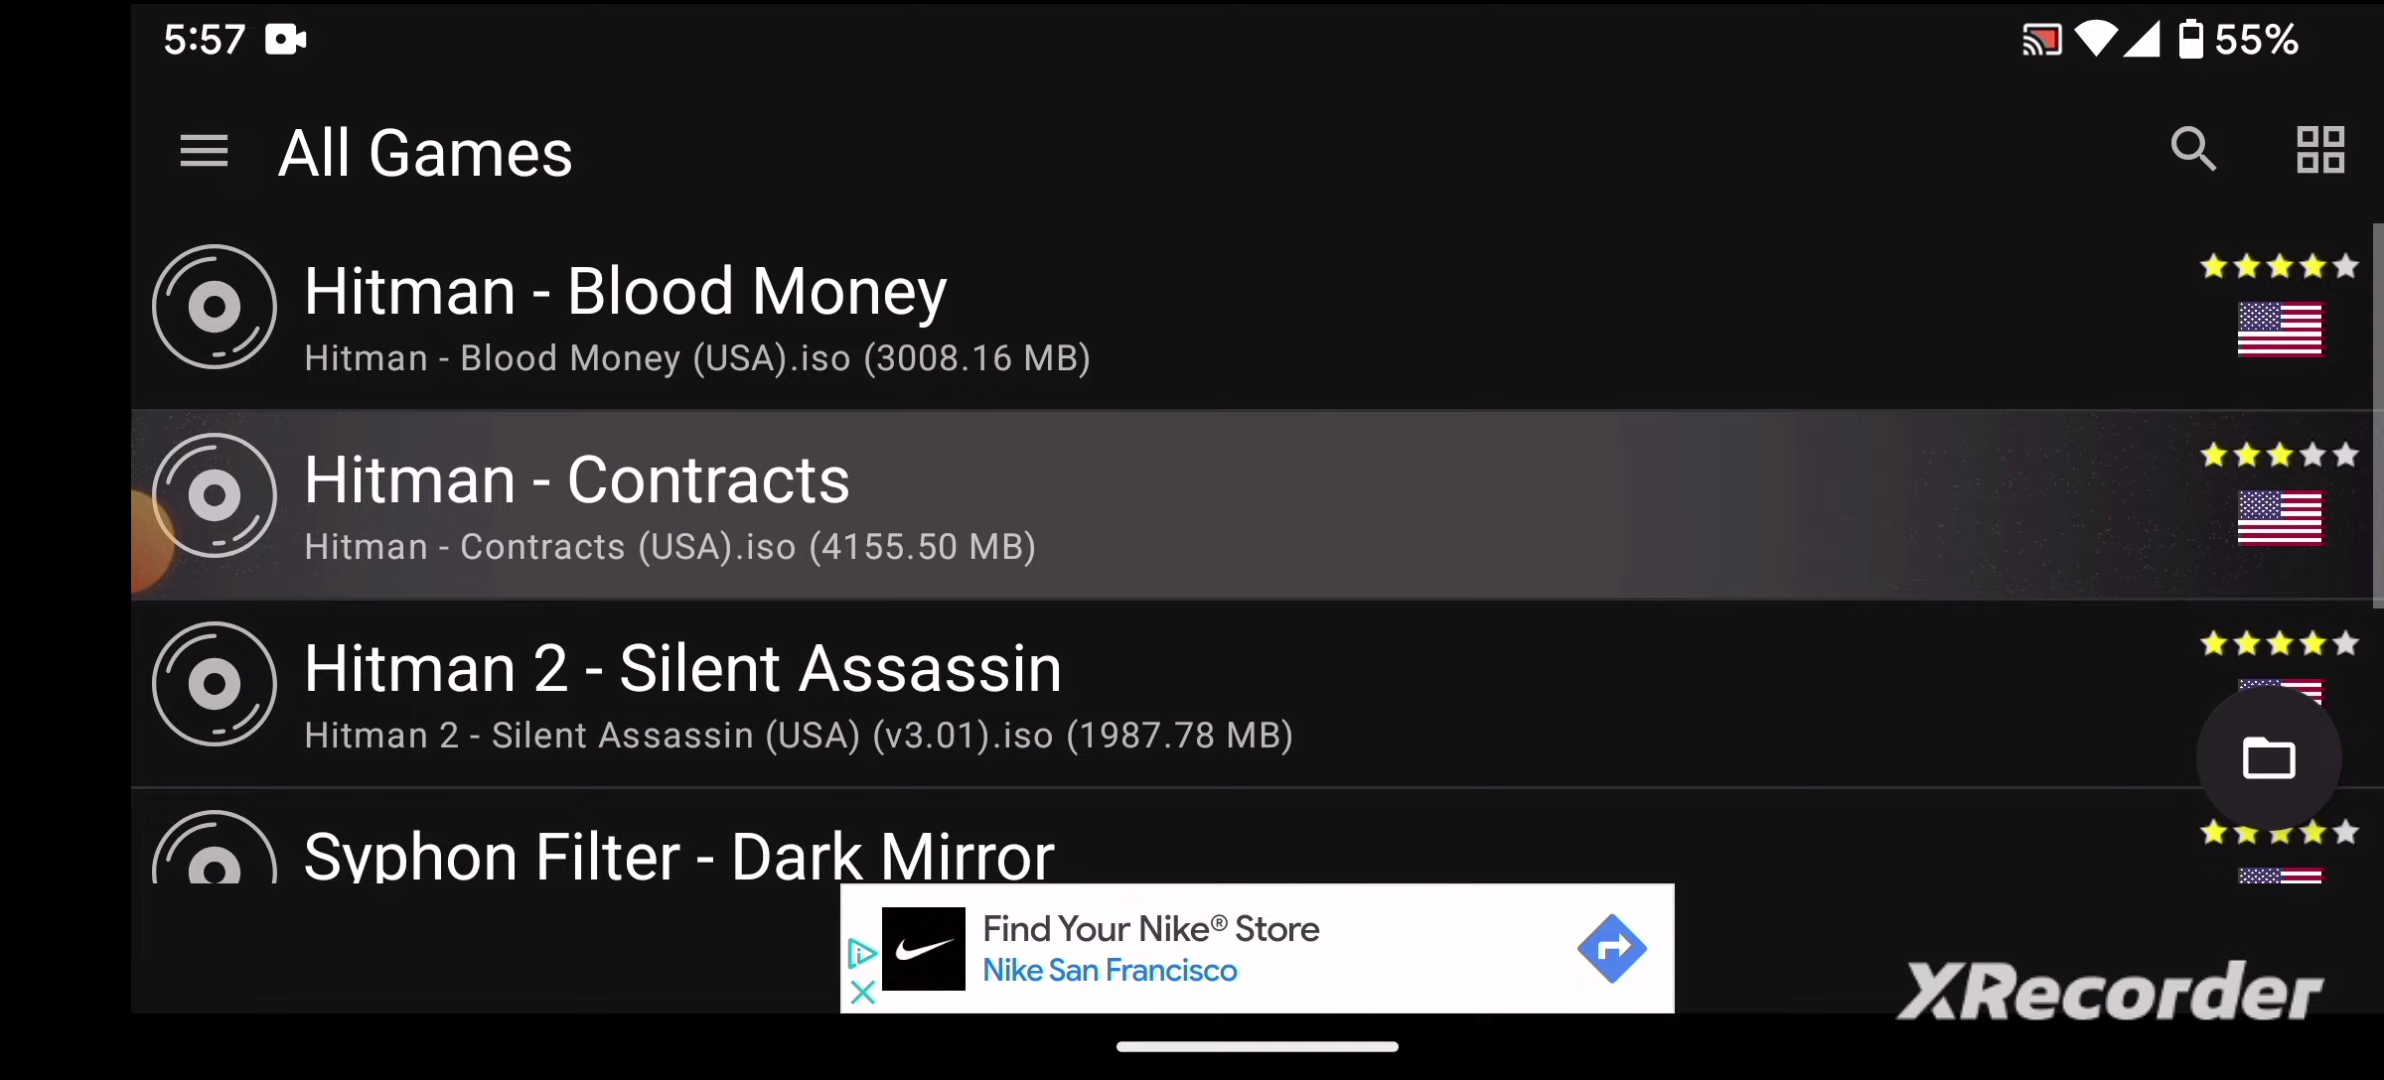 5:57
55%
All Games
Hitman - Blood Money
Hitman - Blood Money (USA).iso (3008.16 MB)
Hitman - Contracts
Hitman - Contracts (USA).iso (4155.50 MB)
Hitman 2 - Silent Assassin
Hitman 2 - Silent Assassin (USA) (v3.01).iso (1987.78 MB)
Syphon Filter - Dark Mirror
Find Your Nike® Store
Nike San Francisco
XRecorder